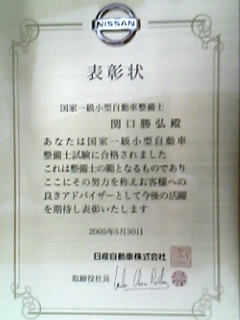 NISSAN
表彰状
国家一級小型自動車整備士
関口勝弘殿
あなたは国家一級小型自動車
整備士試験に合格されました
これは整備士の鞘となるものであり
ここにその努力を称えお客様への
良きアドバイザーとして今後の活躍
を期待し表彰いたします
2005年5月30日
日産自動車株式会社
取締役社長